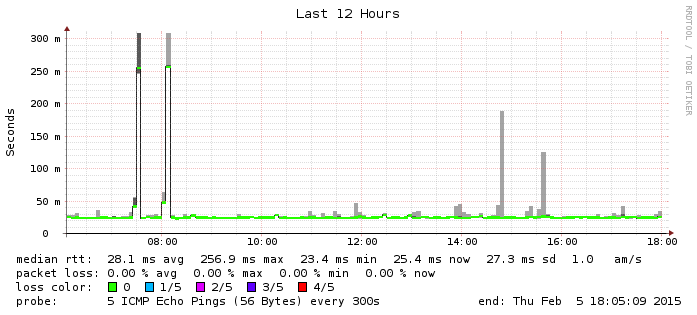 Last 12 Hours
RRDTOOL / TOBI OETIKER
Seconds
300 m
250 m
200 m
150 m
100 m
50 m
0
08:00 10:00 12:00 14:00 16:00 18:00
median rtt: 28.1 ms avg 256.9 ms max 23.4 ms min 25.4 ms now 27.3 ms sd 1.0 am/s
packet loss: 0.00 % avg 0.00 % max 0.00 % min 0.00 % now
loss color: 0 1/5 2/5 3/5 4/5
probe: 5 ICMP Echo Pings (56 Bytes) every 300s end: Thu Feb 5 18:05:09 2015